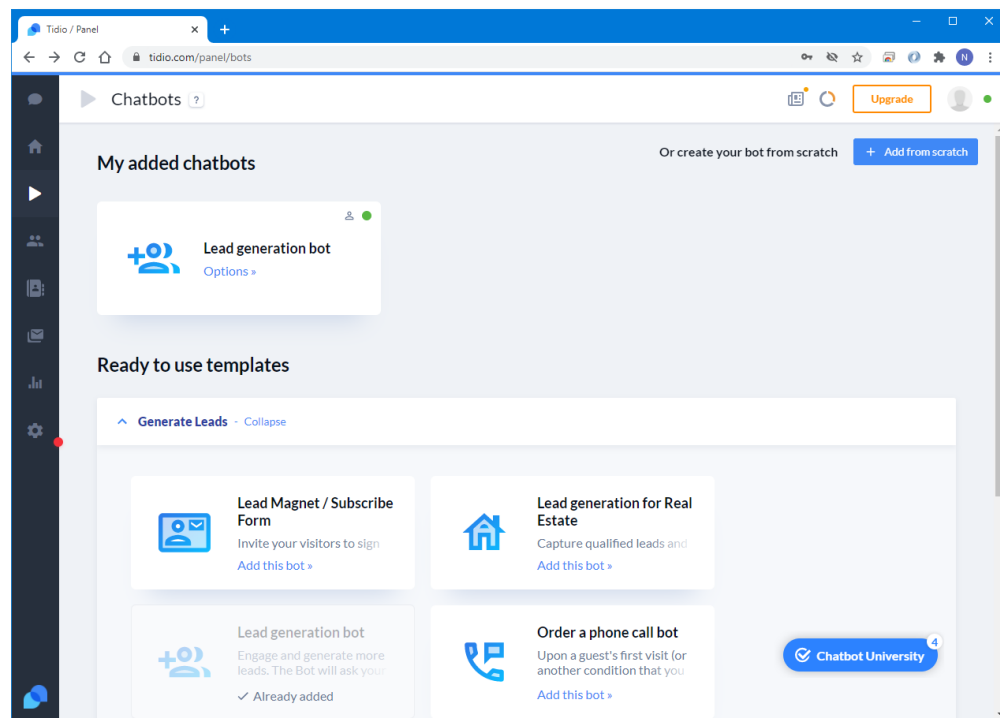 Tidio / Panel
tidio.com/panel/bots
N
Chatbots ?
Upgrade
My added chatbots
Or create your bot from scratch
+ Add from scratch
Lead generation bot
Options »
Ready to use templates
Generate Leads - Collapse
Lead Magnet / Subscribe
Form
Invite your visitors to sign
Add this bot »
Lead generation for Real
Estate
Capture qualified leads and
Add this bot »
Lead generation bot
Engage and generate more
leads. The Bot will ask your
Already added
Order a phone call bot
Upon a guest's first visit (or
another condition that you
Add this bot »
Chatbot University
4